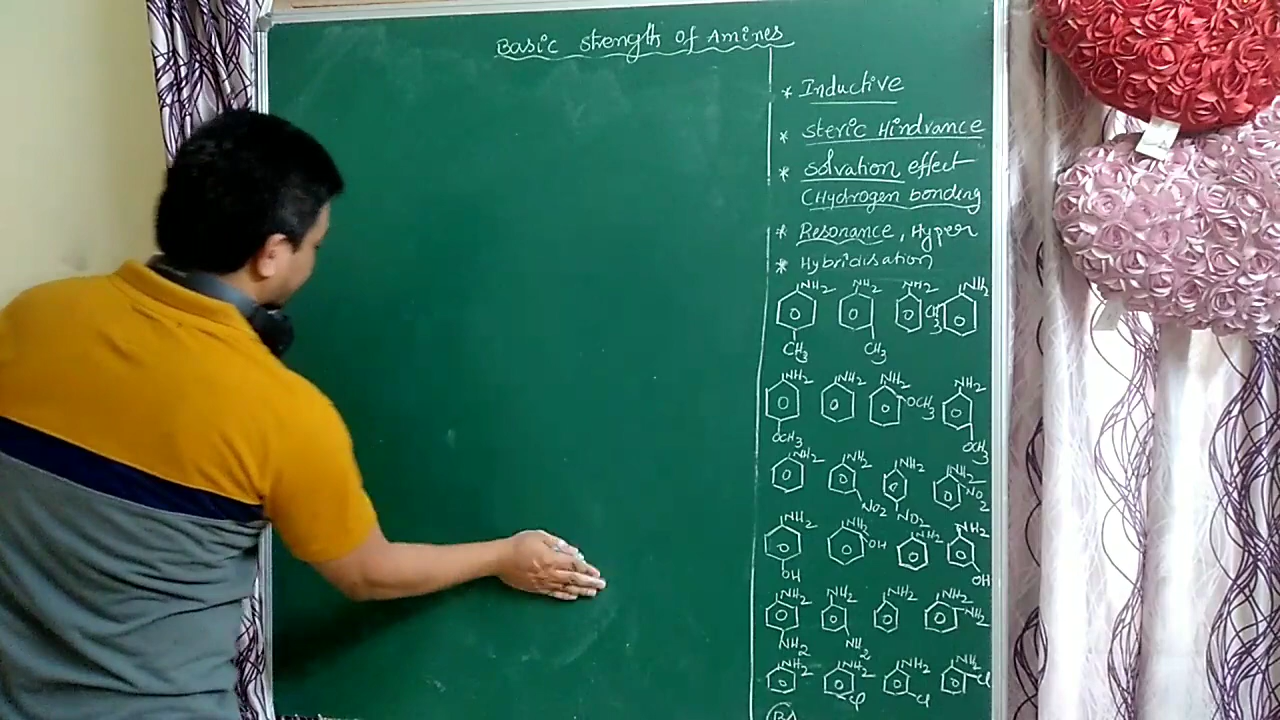 Basic strength of Amines
* Inductive
* steric Hindrance
* solvation effect
(Hydrogen bonding
* Resonance, Hyper
* Hybridisation
NH2 NH2 NH2 NH2
CH3
CH3 CH3
NH2 NH2 NH2 NH2
OCH3
OCH3 OCH3
NH2 NH2 NH2 NH2
NO2
NO2 NO2
NH2 NH2 NH2 NH2
OH
OH OH
NH2 NH2 NH2 NH2
NH2
NH2 NH2
NH2 NH2 NH2 NH2
Cl
Cl Cl